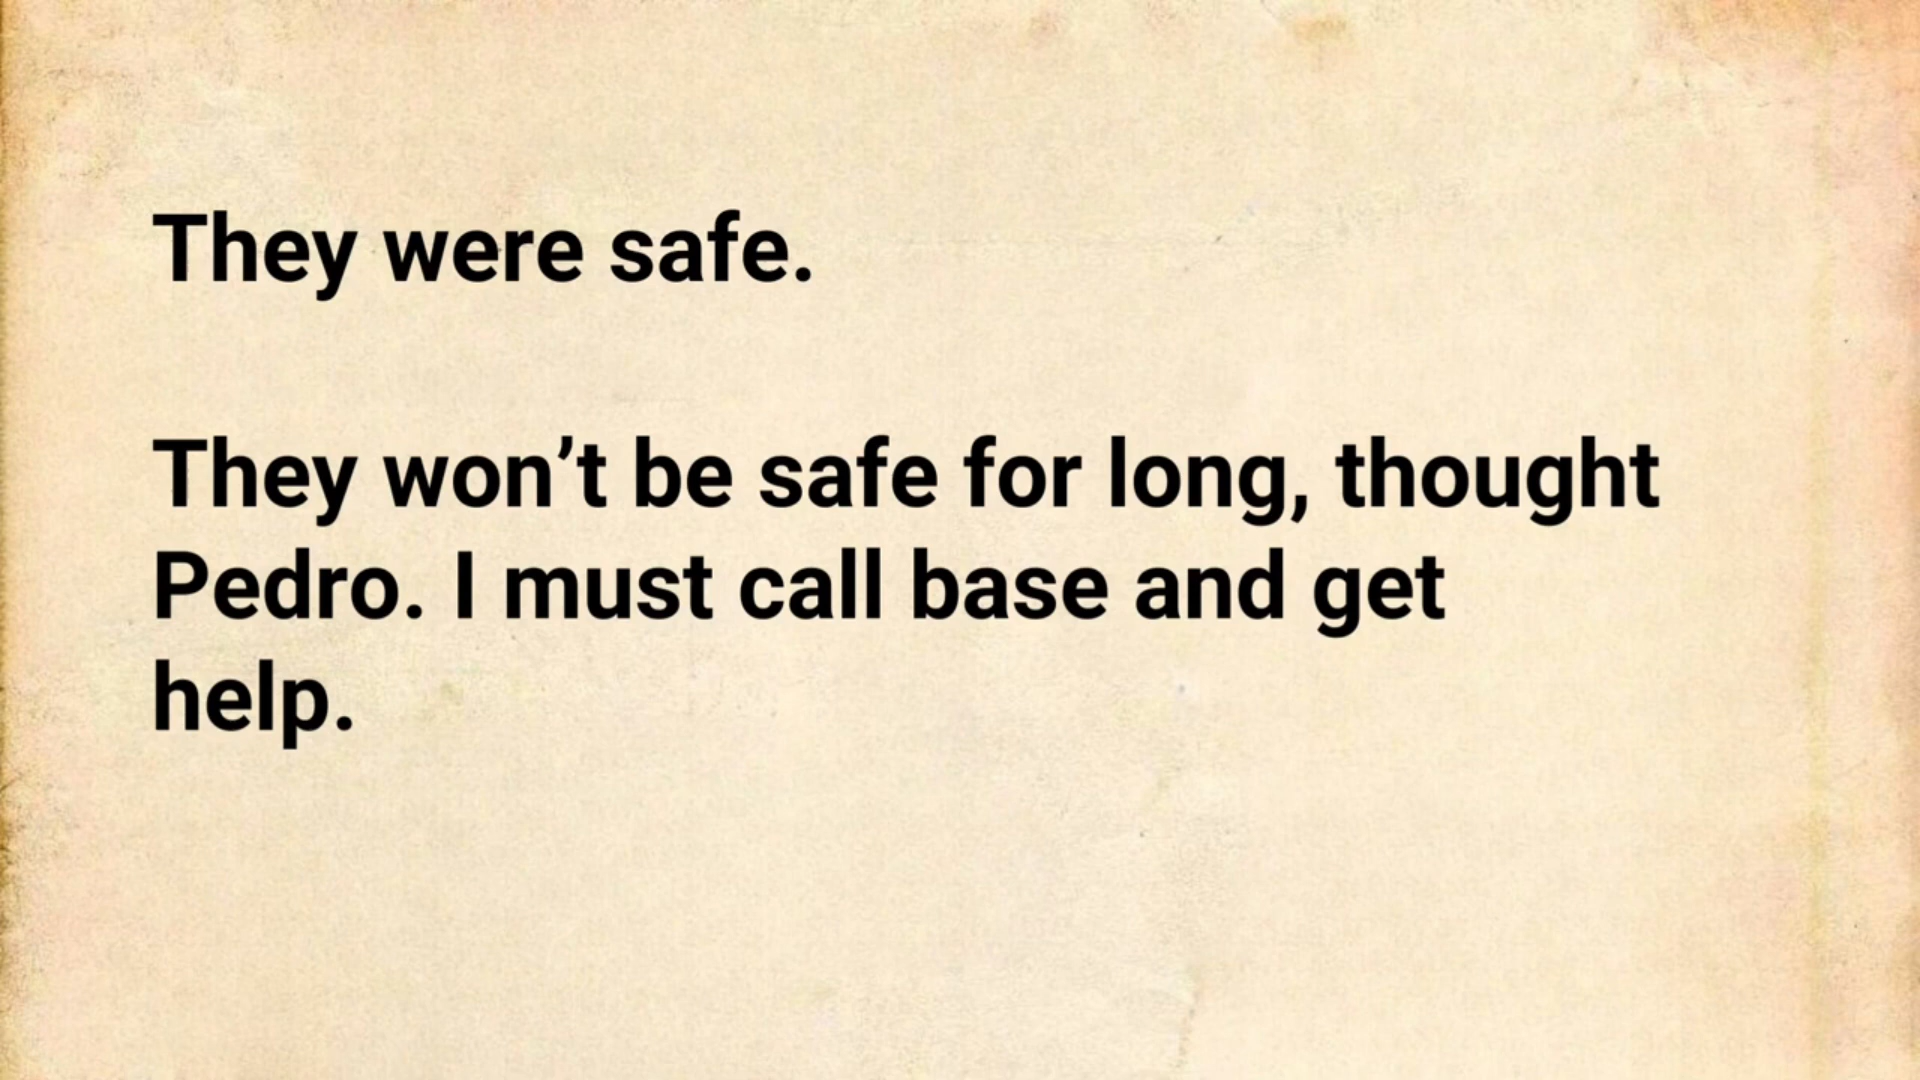 They were safe.
They won’t be safe for long, thought
Pedro. I must call base and get
help.